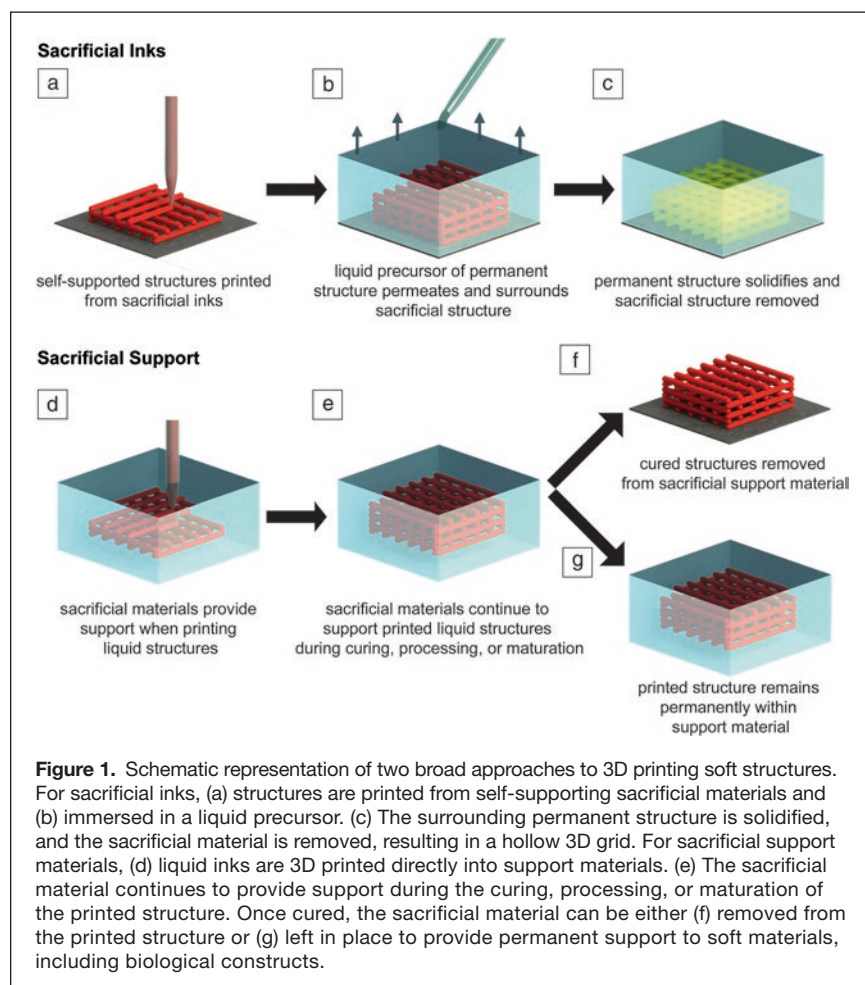 Sacrificial Inks
a
b
c
self-supported structures printed
from sacrificial inks
liquid precursor of permanent
structure permeates and surrounds
sacrificial structure
permanent structure solidifies and
sacrificial structure removed
Sacrificial Support
d
e
f
cured structures removed
from sacrificial support material
g
sacrificial materials provide
support when printing
liquid structures
sacrificial materials continue to
support printed liquid structures
during curing, processing, or maturation
printed structure remains
permanently within
support material
Figure 1. Schematic representation of two broad approaches to 3D printing soft structures.
For sacrificial inks, (a) structures are printed from self-supporting sacrificial materials and
(b) immersed in a liquid precursor. (c) The surrounding permanent structure is solidified,
and the sacrificial material is removed, resulting in a hollow 3D grid. For sacrificial support
materials, (d) liquid inks are 3D printed directly into support materials. (e) The sacrificial
material continues to provide support during the curing, processing, or maturation of
the printed structure. Once cured, the sacrificial material can be either (f) removed from
the printed structure or (g) left in place to provide permanent support to soft materials,
including biological constructs.